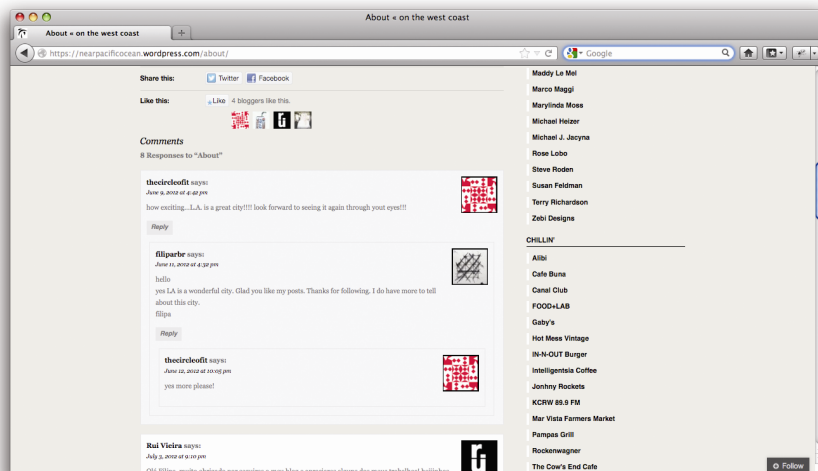 About « on the west coast
About « on the west coast
https://nearpacificocean.wordpress.com/about/
Google
Share this:
Twitter
Facebook
Like this:
Like
4 bloggers like this.
Comments
8 Responses to “About”
thecircleofit says:
June 9, 2012 at 4:42 pm
how exciting...L.A. is a great city!!!! look forward to seeing it again through yout eyes!!!
Reply
filiparbr says:
June 11, 2012 at 4:32 pm
hello
yes LA is a wonderful city. Glad you like my posts. Thanks for following. I do have more to tell
about this city.
filipa
Reply
thecircleofit says:
June 12, 2012 at 10:05 pm
yes more please!
Rui Vieira says:
July 3, 2012 at 9:10 pm
Maddy Le Mel
Marco Maggi
Marylinda Moss
Michael Heizer
Michael J. Jacyna
Rose Lobo
Steve Roden
Susan Feldman
Terry Richardson
Zebi Designs
CHILLIN'
Alibi
Cafe Buna
Canal Club
FOOD+LAB
Gaby's
Hot Mess Vintage
IN-N-OUT Burger
Intelligentsia Coffee
Jonhny Rockets
KCRW 89.9 FM
Mar Vista Farmers Market
Pampas Grill
Rockenwagner
The Cow's End Cafe
Follow